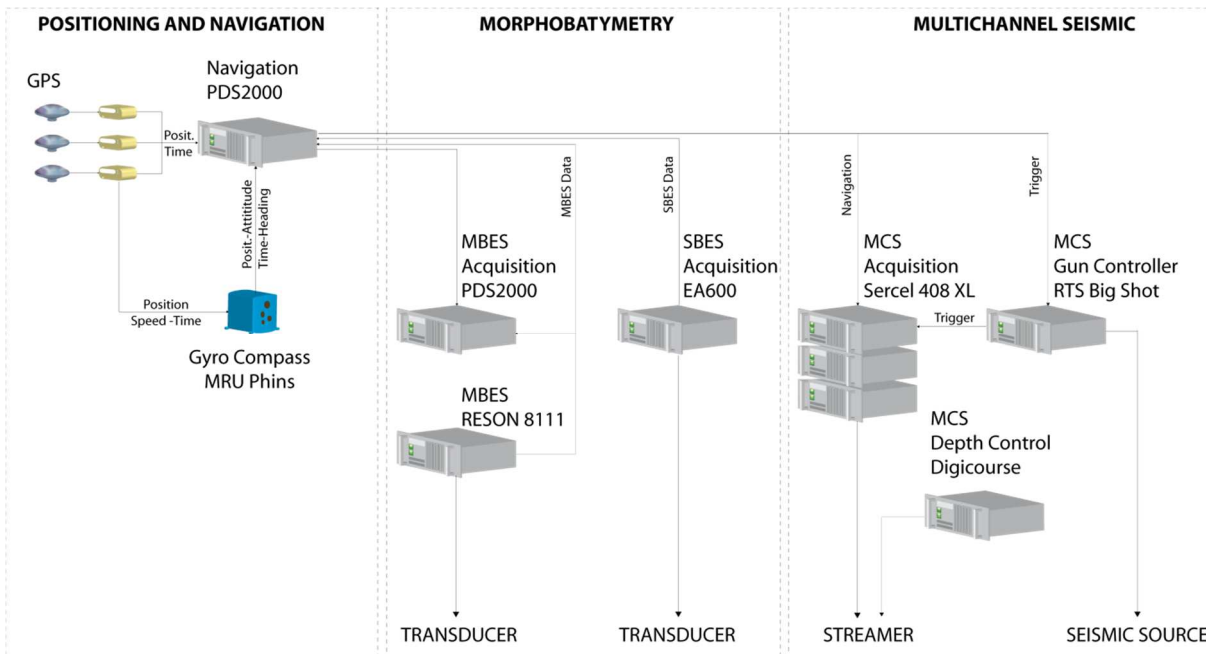 POSITIONING AND NAVIGATION
MORPHOBATYMETRY
MULTICHANNEL SEISMIC
GPS
Navigation
PDS2000
Posit.
Time
Posit.-Attititude
Time-Heading
Position
Speed -Time
Gyro Compass
MRU Phins
MBES Data
SBES Data
MBES
Acquisition
PDS2000
SBES
Acquisition
EA600
MBES
RESON 8111
TRANSDUCER
TRANSDUCER
Navigation
Trigger
MCS
Acquisition
Sercel 408 XL
MCS
Gun Controller
RTS Big Shot
Trigger
MCS
Depth Control
Digicourse
STREAMER
SEISMIC SOURCE